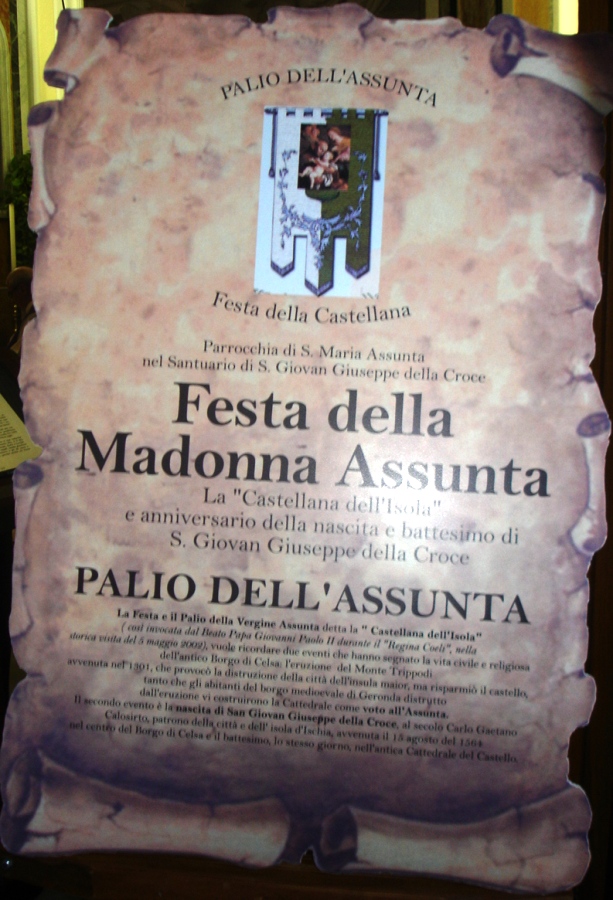 PALIO DELL'ASSUNTA
Festa della Castellana
Parrocchia di S. Maria Assunta
nel Santuario di S. Giovan Giuseppe della Croce
Festa della
Madonna Assunta
La "Castellana dell'Isola"
e anniversario della nascita e battesimo di
S. Giovan Giuseppe della Croce
PALIO DELL'ASSUNTA
La Festa e il Palio della Vergine Assunta detta la " Castellana dell'Isola"
( così invocata dal Beato Papa Giovanni Paolo II durante il "Regina Coeli", nella
storica visita del 5 maggio 2002), vuole ricordare due eventi che hanno segnato la vita civile e religiosa
dell'antico Borgo di Celsa: l'eruzione del Monte Trippodi
avvenuta nel 1301, che provocò la distruzione della città dell'insula maior, ma risparmiò il castello,
tanto che gli abitanti del borgo medioevale di Geronda distrutto
dall'eruzione vi costruirono la Cattedrale come voto all'Assunta.
Il secondo evento è la nascita di San Giovan Giuseppe della Croce, al secolo Carlo Gaetano
Calosirto, patrono della città e dell' isola d'Ischia, avvenuta il 15 agosto del
nel centro del Borgo di Celsa e il battesimo, lo stesso giorno, nell'antica Cattedrale del Castello.